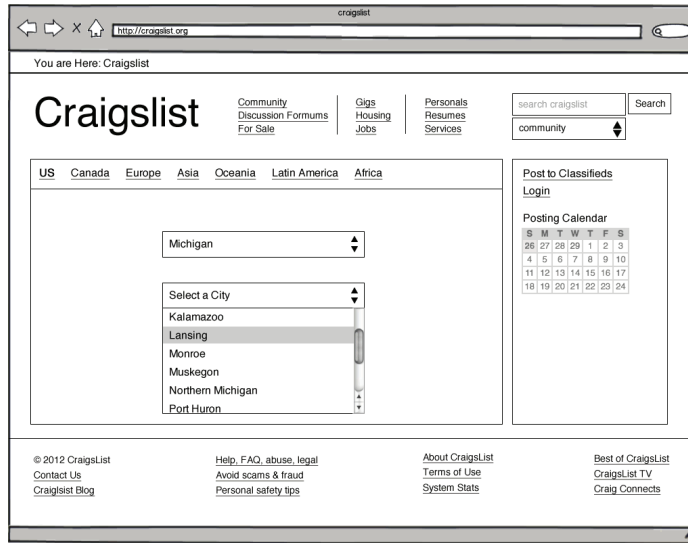 craigslist
http://craigslist.org
You are Here: Craigslist
Craigslist
Community
Discussion Formums
For Sale
Gigs
Housing
Jobs
Personals
Resumes
Services
search craigslist
Search
community
US Canada Europe Asia Oceania Latin America Africa
Michigan
Select a City
Kalamazoo
Lansing
Monroe
Muskegon
Northern Michigan
Port Huron
Post to Classifieds
Login
Posting Calendar
S M T W T F S
26 27 28 29 1 2 3
4 5 6 7 8 9 10
11 12 13 14 15 16 17
18 19 20 21 22 23 24
© 2012 CraigsList
Contact Us
Craiglsist Blog
Help, FAQ, abuse, legal
Avoid scams & fraud
Personal safety tips
About CraigsList
Terms of Use
System Stats
Best of CraigsList
CraigsList TV
Craig Connects